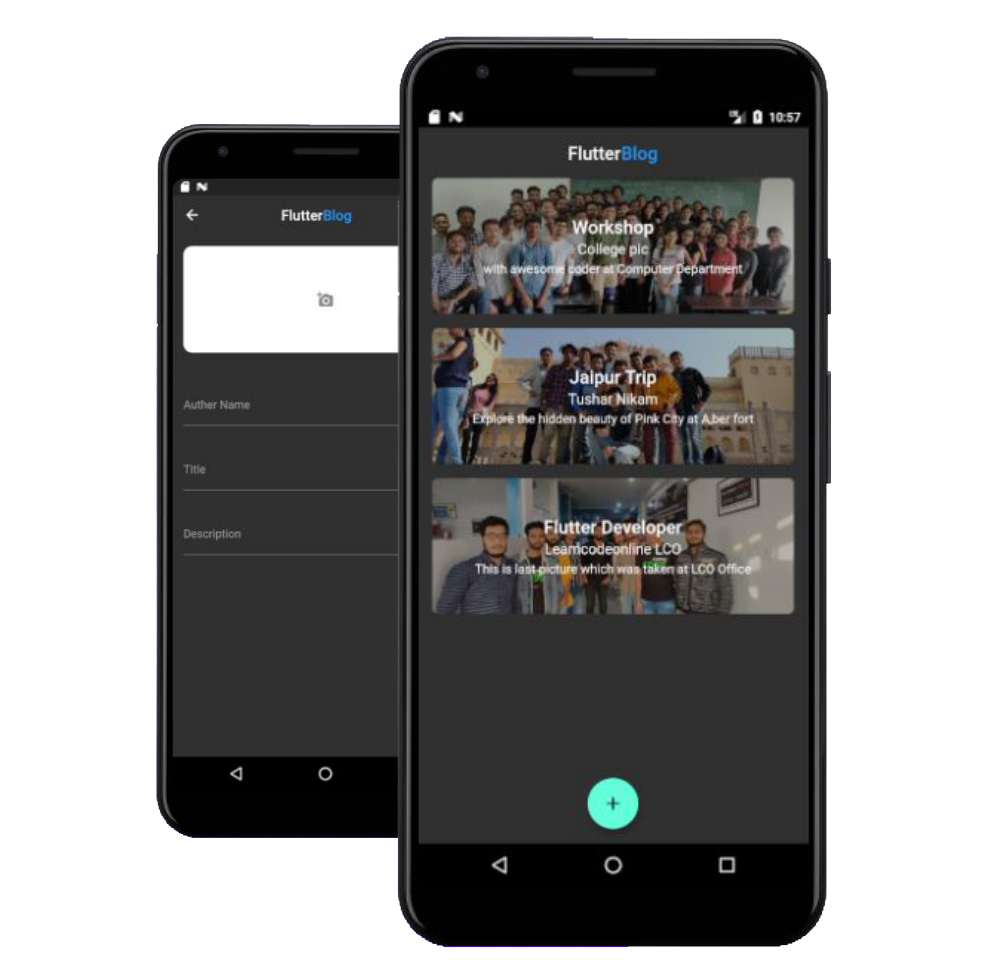 FlutterBlog
Auther Name
Title
Description
10:57
FlutterBlog
Workshop
College pic
with awesome coder at Computer Department
Jaipur Trip
Tushar Nikam
Explore the hidden beauty of Pink City at A,ber fort
Flutter Developer
Learncodeonline LCO
This is last picture which was taken at LCO Office